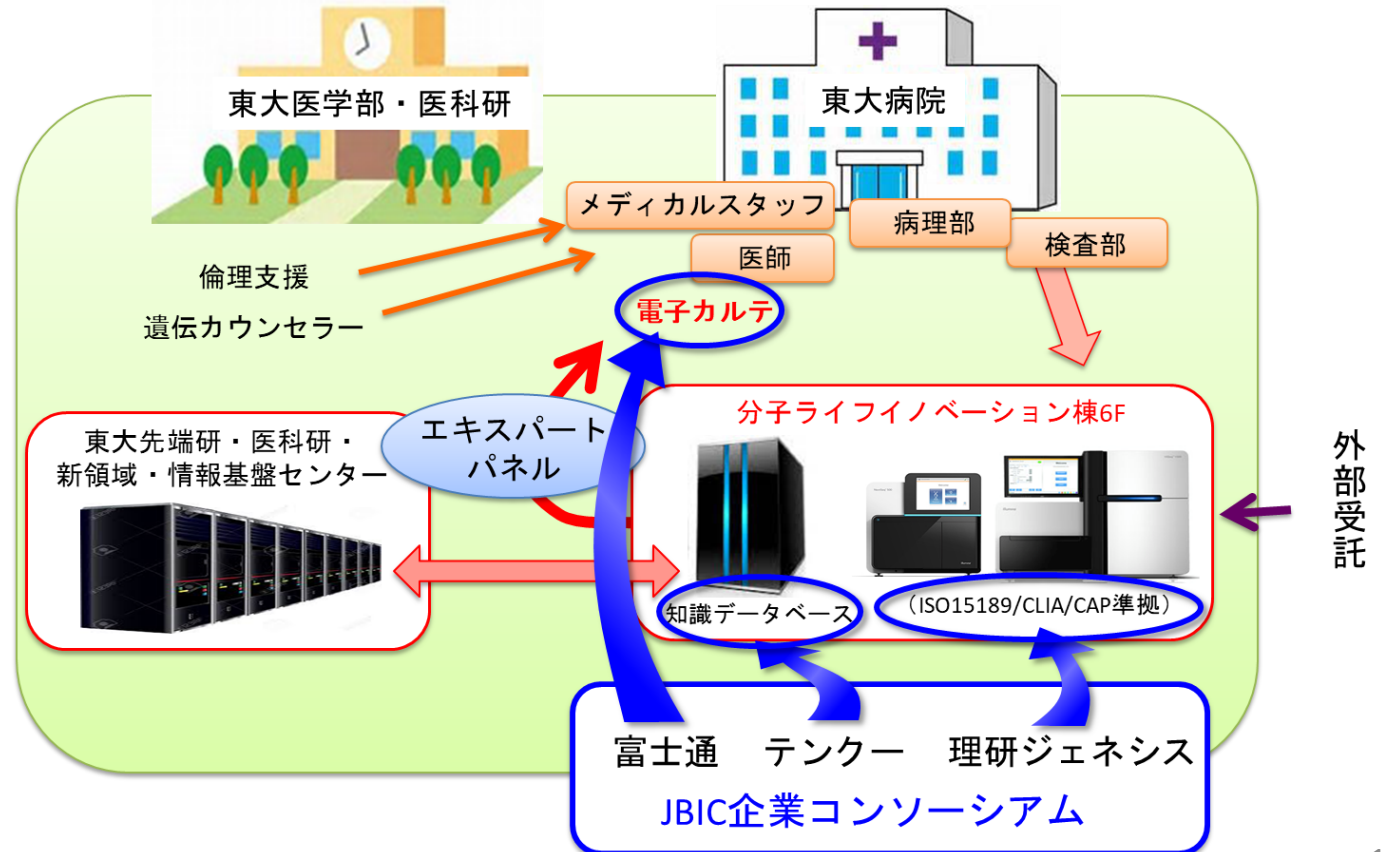 東大医学部・医科研
東大病院
メディカルスタッフ
病理部
検査部
医師
倫理支援
遺伝カウンセラー
電子カルテ
エキスパート
パネル
東大先端研・医科研・
新領域・情報基盤センター
分子ライフイノベーション棟6F
知識データベース
（ISO15189/CLIA/CAP準拠）
外部受託
富士通 テンクー 理研ジェネシス
JBIC企業コンソーシアム